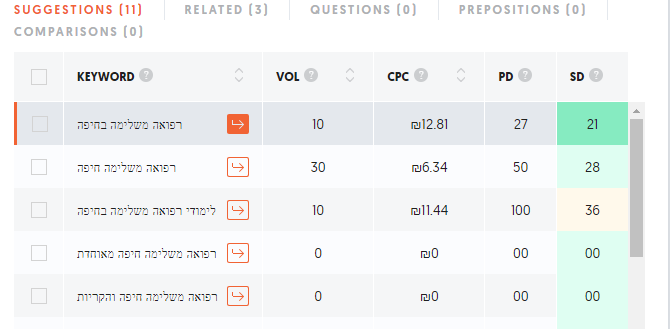 SUGGESTIONS (11) RELATED (3) QUESTIONS (0) PREPOSITIONS (0)
COMPARISONS (0)
KEYWORD ? VOL ? CPC ? PD ? SD ?
רפואה משלימה בחיפה 10 ₪12.81 27 21
רפואה משלימה חיפה 30 ₪6.34 50 28
לימודי רפואה משלימה בחיפה 10 ₪11.44 100 36
רפואה משלימה חיפה מאוחדת 0 ₪0 00 00
רפואה משלימה חיפה והקריות 0 ₪0 00 00